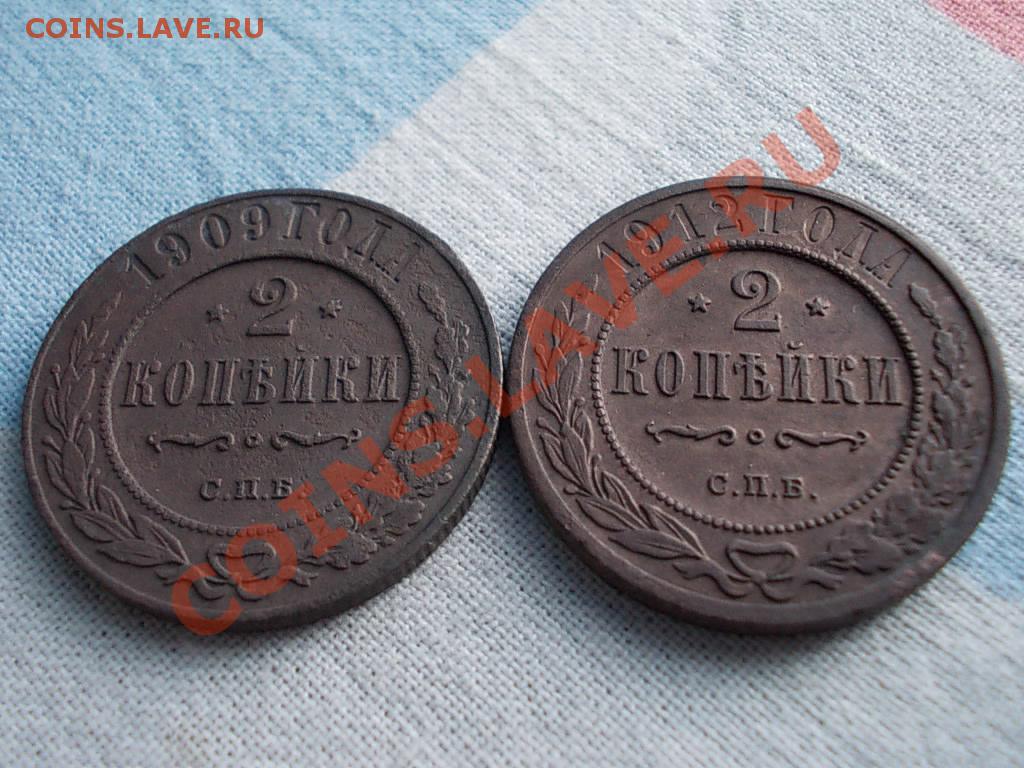 COINS.LAVE.RU
1909 ГОДА
2
КОПѢЙКИ
С.П.Б.
1912 ГОДА
2
КОПѢЙКИ
С.П.Б.
COINS.LAVE.RU